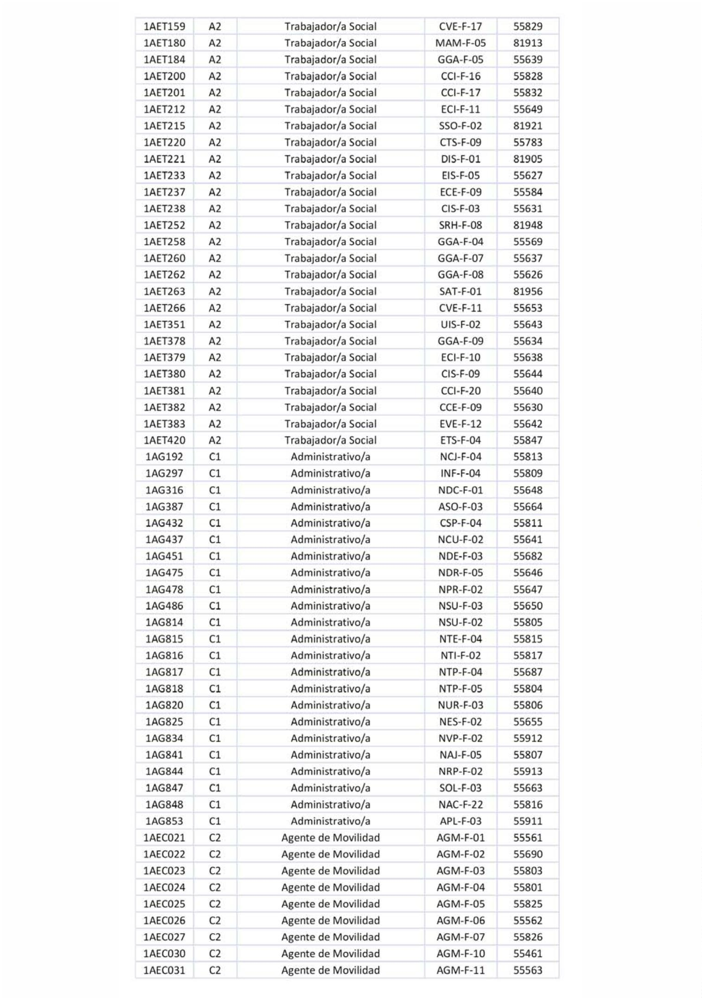 1AET159 A2 Trabajador/a Social CVE-F-17 55829
1AET180 A2 Trabajador/a Social MAM-F-05 81913
1AET184 A2 Trabajador/a Social GGA-F-05 55639
1AET200 A2 Trabajador/a Social CCI-F-16 55828
1AET201 A2 Trabajador/a Social CCI-F-17 55832
1AET212 A2 Trabajador/a Social ECI-F-11 55649
1AET215 A2 Trabajador/a Social SSO-F-02 81921
1AET220 A2 Trabajador/a Social CTS-F-09 55783
1AET221 A2 Trabajador/a Social DIS-F-01 81905
1AET233 A2 Trabajador/a Social EIS-F-05 55627
1AET237 A2 Trabajador/a Social ECE-F-09 55584
1AET238 A2 Trabajador/a Social CIS-F-03 55631
1AET252 A2 Trabajador/a Social SRH-F-08 81948
1AET258 A2 Trabajador/a Social GGA-F-04 55569
1AET260 A2 Trabajador/a Social GGA-F-07 55637
1AET262 A2 Trabajador/a Social GGA-F-08 55626
1AET263 A2 Trabajador/a Social SAT-F-01 81956
1AET266 A2 Trabajador/a Social CVE-F-11 55653
1AET351 A2 Trabajador/a Social UIS-F-02 55643
1AET378 A2 Trabajador/a Social GGA-F-09 55634
1AET379 A2 Trabajador/a Social ECI-F-10 55638
1AET380 A2 Trabajador/a Social CIS-F-09 55644
1AET381 A2 Trabajador/a Social CCI-F-20 55640
1AET382 A2 Trabajador/a Social CCE-F-09 55630
1AET383 A2 Trabajador/a Social EVE-F-12 55642
1AET420 A2 Trabajador/a Social ETS-F-04 55847
1AG192 C1 Administrativo/a NCJ-F-04 55813
1AG297 C1 Administrativo/a INF-F-04 55809
1AG316 C1 Administrativo/a NDC-F-01 55648
1AG387 C1 Administrativo/a ASO-F-03 55664
1AG432 C1 Administrativo/a CSP-F-04 55811
1AG437 C1 Administrativo/a NCU-F-02 55641
1AG451 C1 Administrativo/a NDE-F-03 55682
1AG475 C1 Administrativo/a NDR-F-05 55646
1AG478 C1 Administrativo/a NPR-F-02 55647
1AG486 C1 Administrativo/a NSU-F-03 55650
1AG814 C1 Administrativo/a NSU-F-02 55805
1AG815 C1 Administrativo/a NTE-F-04 55815
1AG816 C1 Administrativo/a NTI-F-02 55817
1AG817 C1 Administrativo/a NTP-F-04 55687
1AG818 C1 Administrativo/a NTP-F-05 55804
1AG820 C1 Administrativo/a NUR-F-03 55806
1AG825 C1 Administrativo/a NES-F-02 55655
1AG834 C1 Administrativo/a NVP-F-02 55912
1AG841 C1 Administrativo/a NAJ-F-05 55807
1AG844 C1 Administrativo/a NRP-F-02 55913
1AG847 C1 Administrativo/a SOL-F-03 55663
1AG848 C1 Administrativo/a NAC-F-22 55816
1AG853 C1 Administrativo/a APL-F-03 55911
1AEC021 C2 Agente de Movilidad AGM-F-01 55561
1AEC022 C2 Agente de Movilidad AGM-F-02 55690
1AEC023 C2 Agente de Movilidad AGM-F-03 55803
1AEC024 C2 Agente de Movilidad AGM-F-04 55801
1AEC025 C2 Agente de Movilidad AGM-F-05 55825
1AEC026 C2 Agente de Movilidad AGM-F-06 55562
1AEC027 C2 Agente de Movilidad AGM-F-07 55826
1AEC030 C2 Agente de Movilidad AGM-F-10 55461
1AEC031 C2 Agente de Movilidad AGM-F-11 55563